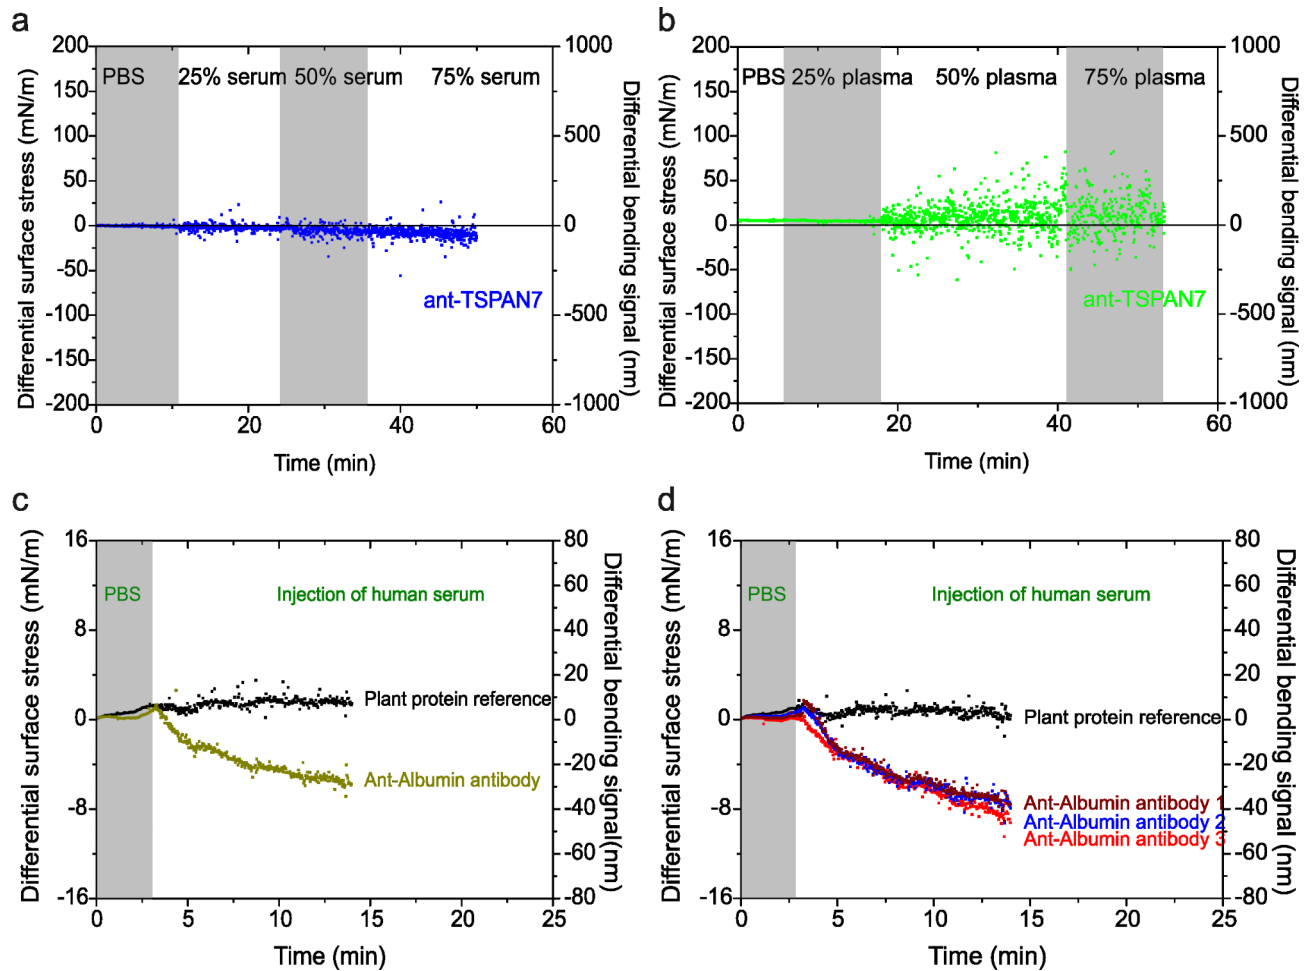 a
200
150
100
50
0
-50
-100
-150
-200
Differential surface stress (mN/m)
PBS 25% serum 50% serum 75% serum
ant-TSPAN7
1000
500
0
-500
-1000
Differential bending signal (nm)
0 20 40 60
Time (min)
b
200
150
100
50
0
-50
-100
-150
-200
Differential surface stress (mN/m)
PBS 25% plasma 50% plasma 75% plasma
ant-TSPAN7
1000
500
0
-500
-1000
Differential bending signal (nm)
0 20 40 60
Time (min)
c
16
8
0
-8
-16
Differential surface stress (mN/m)
PBS Injection of human serum
Plant protein reference
Ant-Albumin antibody
80
60
40
20
0
-20
-40
-60
-80
Differential bending signal(nm)
0 5 10 15 20 25
Time (min)
d
16
8
0
-8
-16
Differential surface stress (mN/m)
PBS Injection of human serum
Plant protein reference
Ant-Albumin antibody 1
Ant-Albumin antibody 2
Ant-Albumin antibody 3
80
60
40
20
0
-20
-40
-60
-80
Differential bending signal (nm)
0 5 10 15 20 25
Time (min)